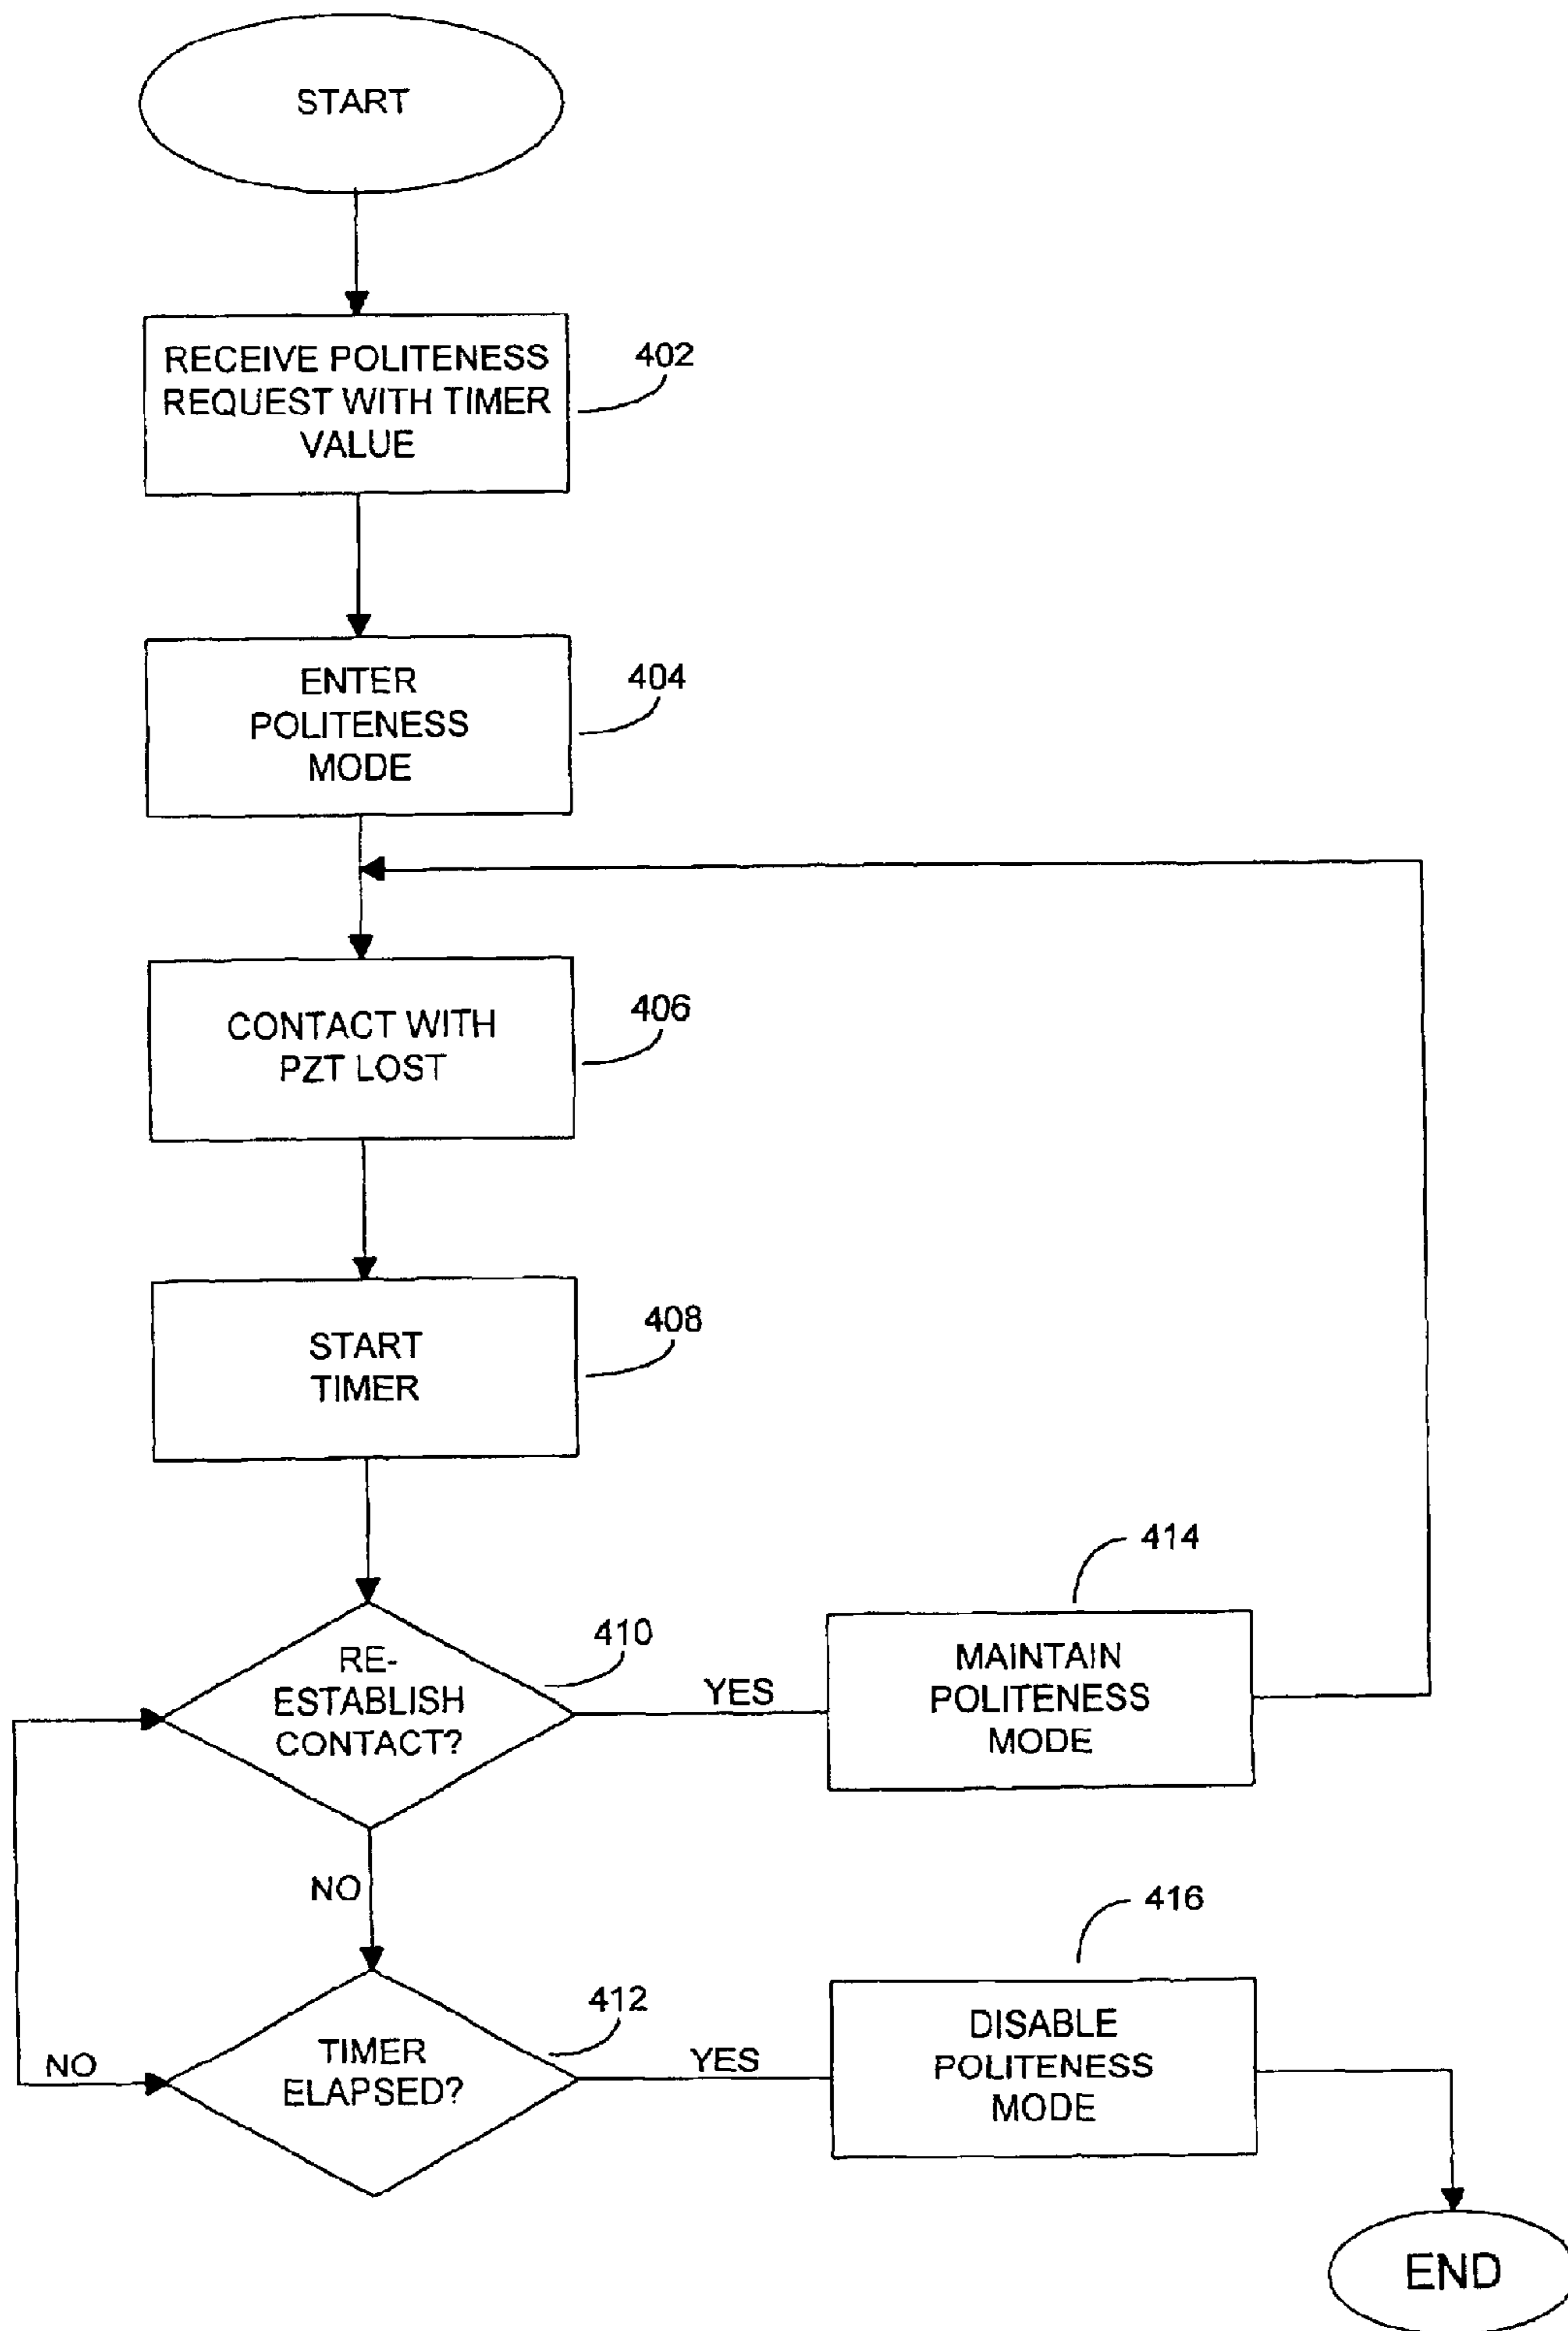 START
RECEIVE POLITENESS
REQUEST WITH TIMER
VALUE
402
ENTER
POLITENESS
MODE
404
CONTACT WITH
PZT LOST
406
START
TIMER
408
RE-
ESTABLISH
CONTACT?
410
YES
MAINTAIN
POLITENESS
MODE
414
NO
TIMER
ELAPSED?
412
NO
YES
DISABLE
POLITENESS
MODE
416
END